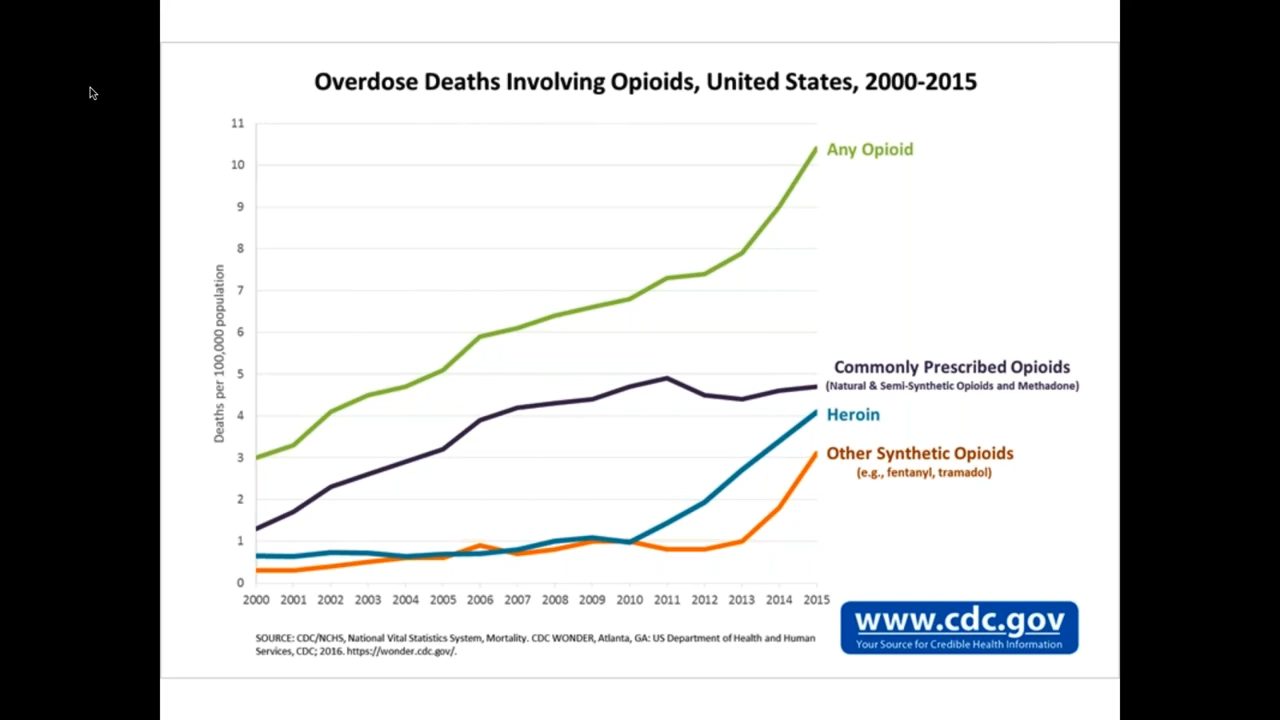 Overdose Deaths Involving Opioids, United States, 2000-2015
11
10
9
8
7
6
5
4
3
2
1
0
Deaths per 100,000 population
2000 2001 2002 2003 2004 2005 2006 2007 2008 2009 2010 2011 2012 2013 2014 2015
Any Opioid
Commonly Prescribed Opioids
(Natural & Semi-Synthetic Opioids and Methadone)
Heroin
Other Synthetic Opioids
(e.g., fentanyl, tramadol)
SOURCE: CDC/NCHS, National Vital Statistics System, Mortality. CDC WONDER, Atlanta, GA: US Department of Health and Human
Services, CDC; 2016. https://wonder.cdc.gov/.
www.cdc.gov
Your Source for Credible Health Information